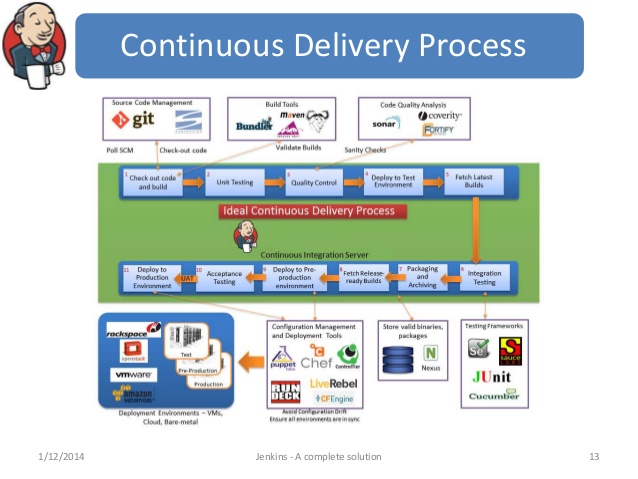 Continuous Delivery Process
Source Code Management
git
Build Tools
Bundler
maven
Code Quality Analysis
sonar
coverity
FORTIFY
Poll SCM
Check-out code
Validate Builds
Sanity Checks
1
Check out code
and build
2
Unit Testing
3
Quality Control
4
Deploy to Test
Environment
5
Fetch Latest
Builds
Ideal Continuous Delivery Process
Continuous Integration Server
11
Deploy to
Production
Environment
UAT
10
Acceptance
Testing
9
Deploy to Pre-
production
environment
8
Fetch Release-
ready Builds
7
Packaging
and
Archiving
6
Integration
Testing
rackspace
openstack
vmware
amazon
Test
Pre-Production
Production
Deployment Environments – VMs,
Cloud, Bare-metal
Configuration Management
and Deployment Tools
puppet
Chef
ControlTier
RUN
DECK
LiveRebel
CFEngine
Avoid Configuration Drift
Ensure all environments are in sync
Store valid binaries,
packages
N
Nexus
Testing Frameworks
Se
SAUCE
JUnit
Cucumber
1/12/2014
Jenkins - A complete solution
13